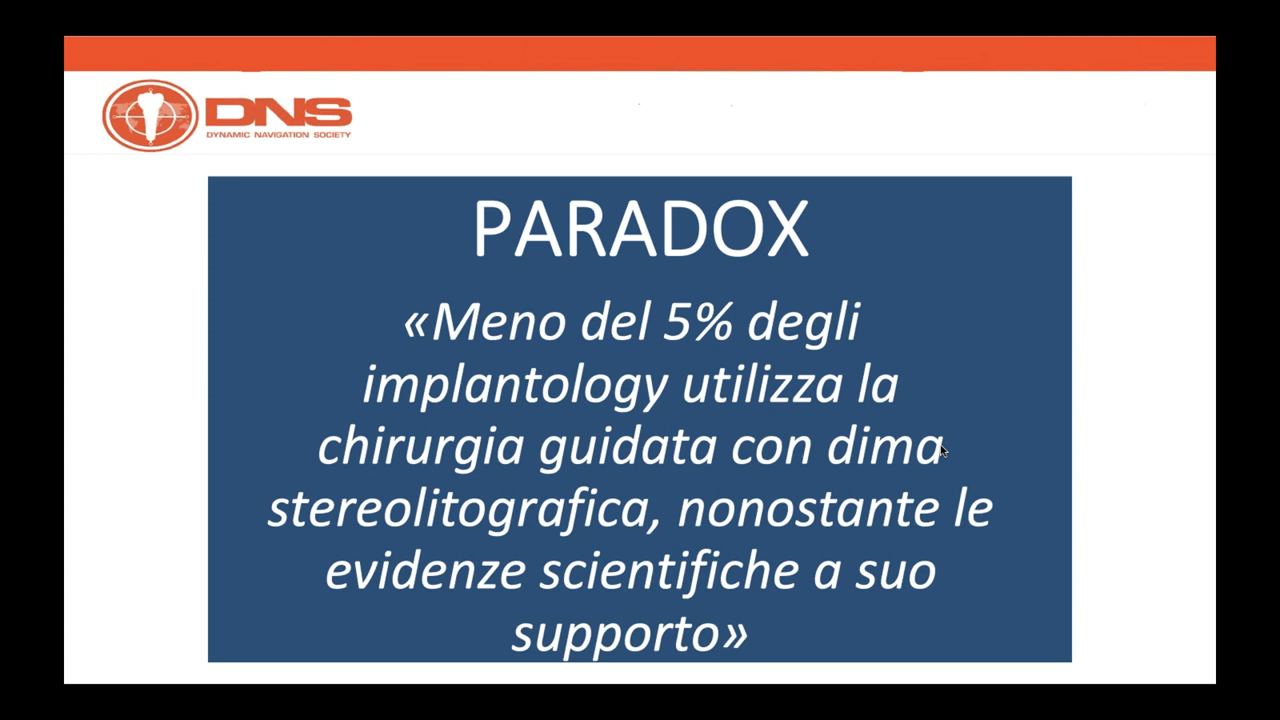 DNS
DYNAMIC NAVIGATION SOCIETY
PARADOX
«Meno del 5% degli
implantology utilizza la
chirurgia guidata con dima
stereolitografica, nonostante le
evidenze scientifiche a suo
supporto»